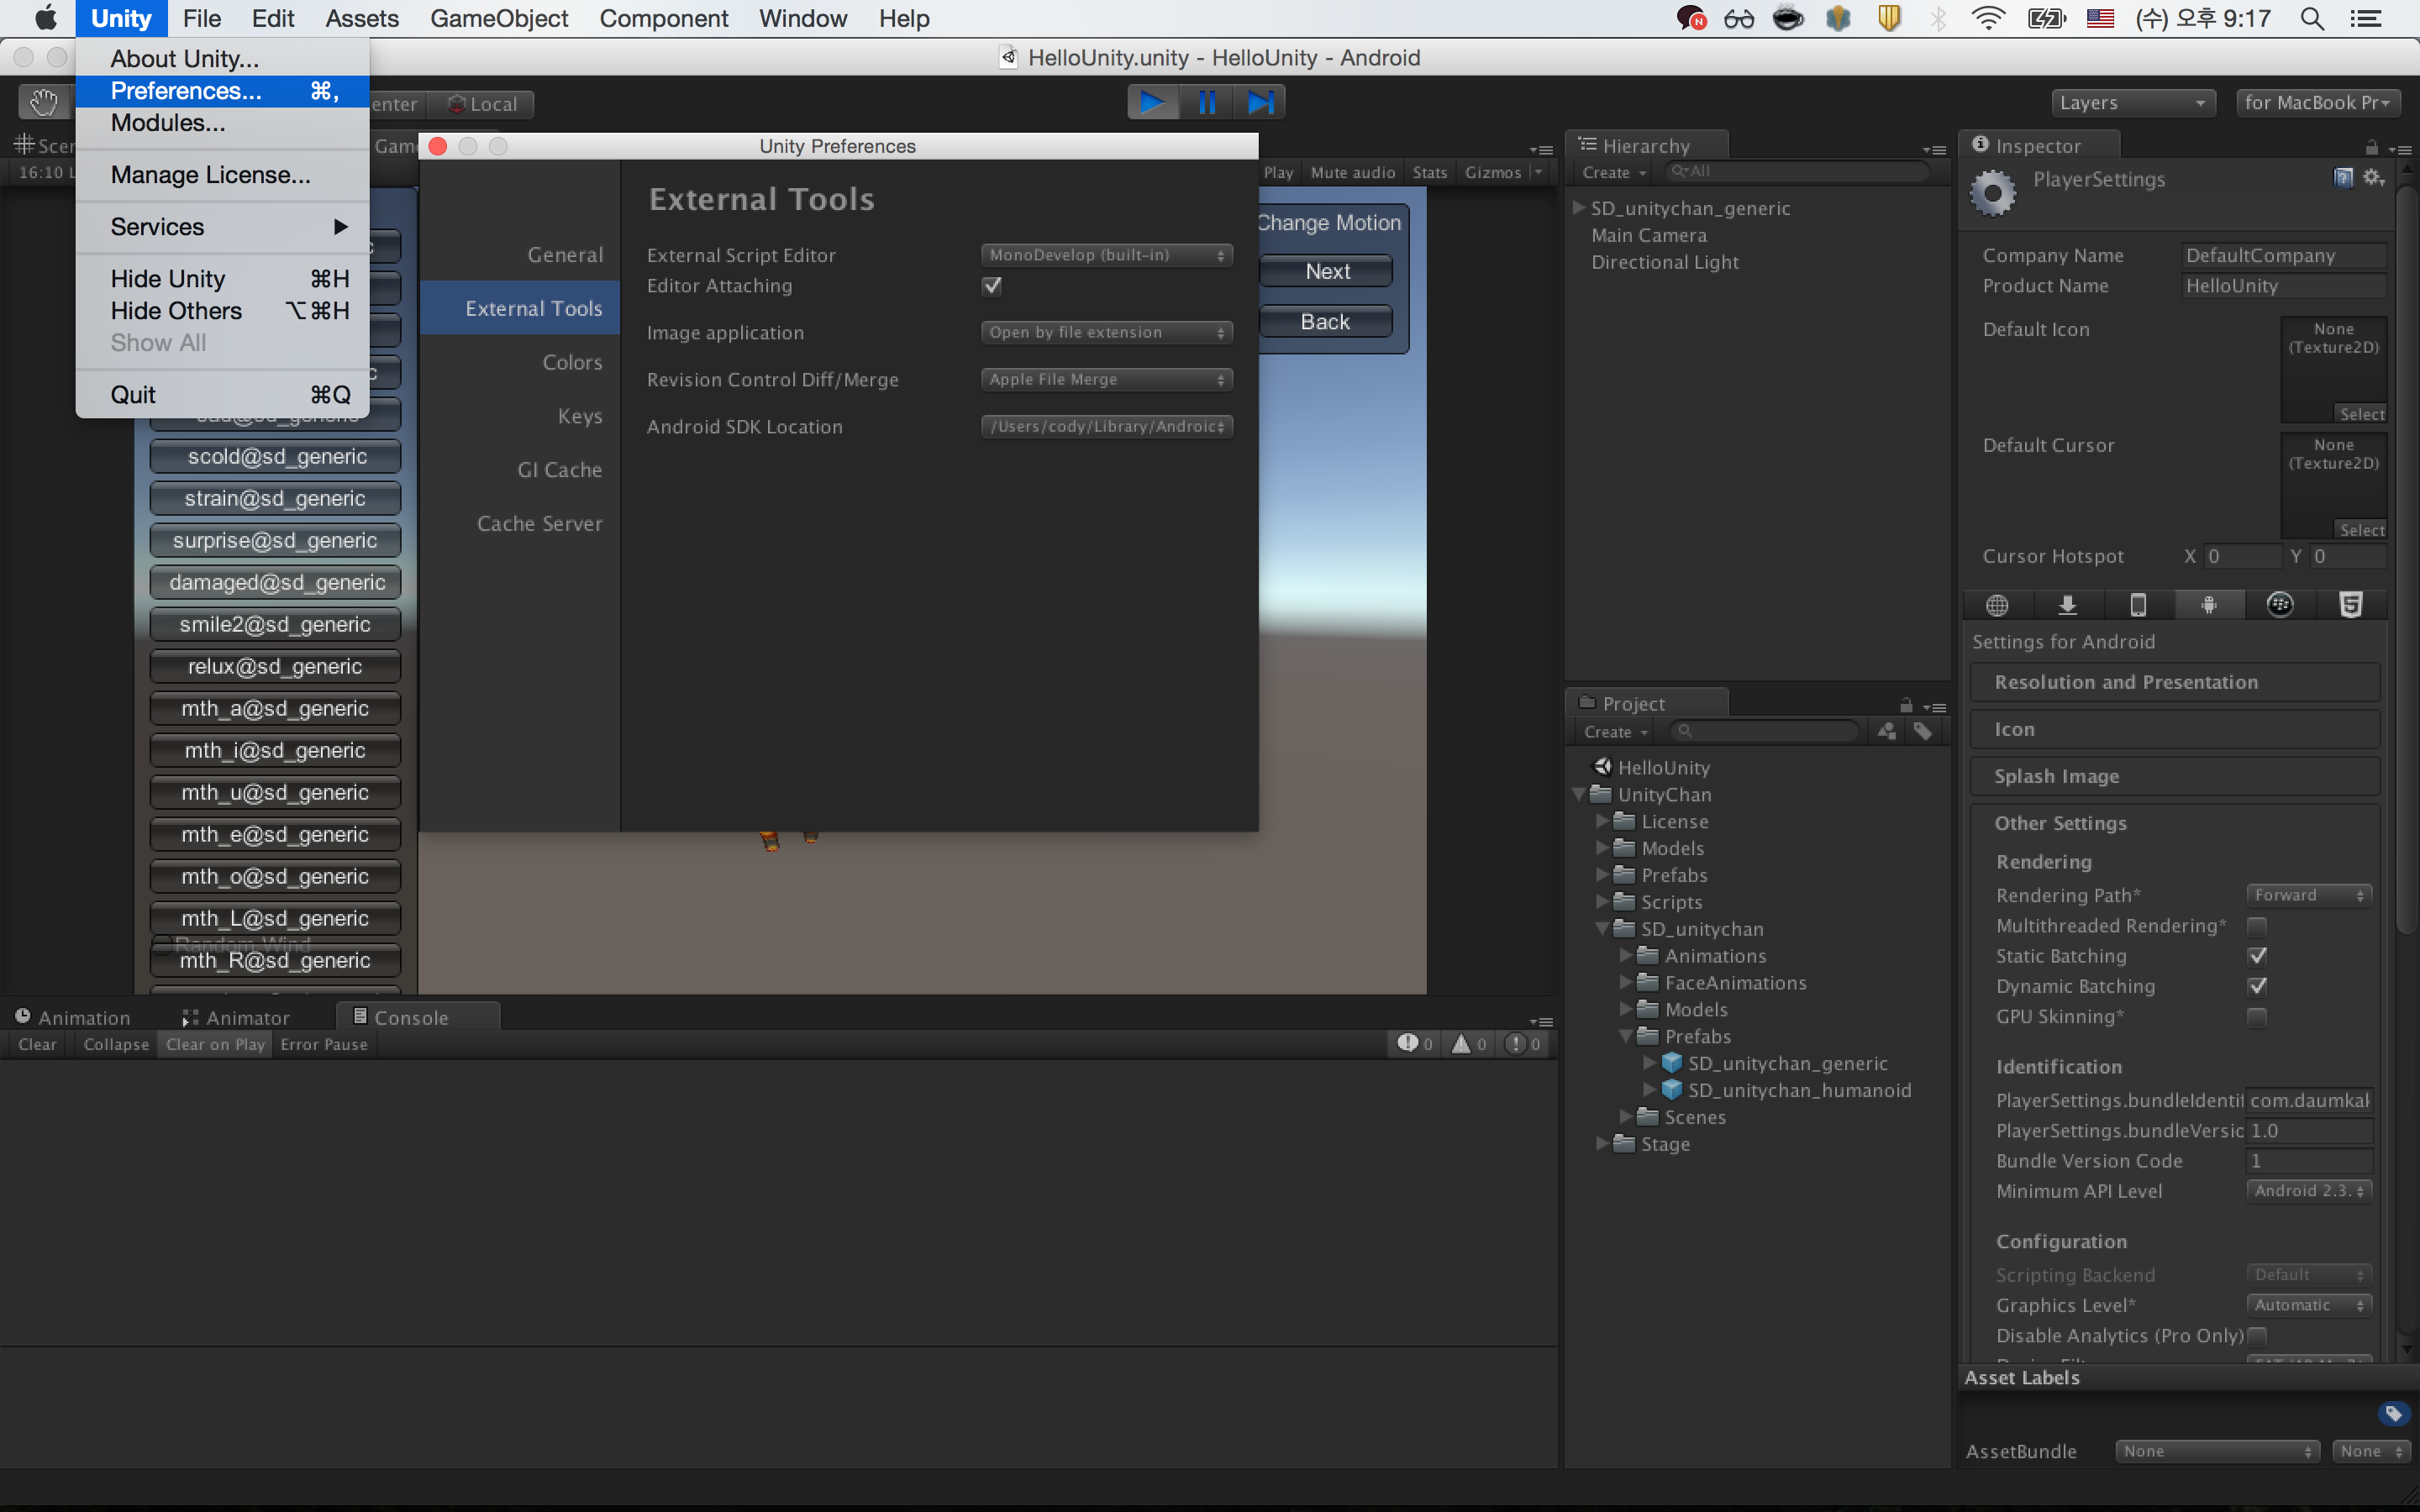 Unity File Edit Assets GameObject Component Window Help
(수) 오후 9:17
HelloUnity.unity - HelloUnity - Android
About Unity...
Preferences... ⌘,
Modules...
Manage License...
Services
Hide Unity ⌘H
Hide Others ⌥⌘H
Show All
Quit ⌘Q
Local
Layers
for MacBook Pr
16:10
Play Mute audio Stats Gizmos
Unity Preferences
General
External Tools
Colors
Keys
GI Cache
Cache Server
External Tools
External Script Editor MonoDevelop (built-in)
Editor Attaching
Image application Open by file extension
Revision Control Diff/Merge Apple File Merge
Android SDK Location /Users/cody/Library/Android
Change Motion
Next
Back
scold@sd_generic
strain@sd_generic
surprise@sd_generic
damaged@sd_generic
smile2@sd_generic
relux@sd_generic
mth_a@sd_generic
mth_i@sd_generic
mth_u@sd_generic
mth_e@sd_generic
mth_o@sd_generic
mth_L@sd_generic
Random Wind
mth_R@sd_generic
Animation Animator Console
Clear Collapse Clear on Play Error Pause
0 0 0
Hierarchy
Create All
SD_unitychan_generic
Main Camera
Directional Light
Project
Create
HelloUnity
UnityChan
License
Models
Prefabs
Scripts
SD_unitychan
Animations
FaceAnimations
Models
Prefabs
SD_unitychan_generic
SD_unitychan_humanoid
Scenes
Stage
Inspector
PlayerSettings
Company Name DefaultCompany
Product Name HelloUnity
Default Icon None
(Texture2D)
Select
Default Cursor None
(Texture2D)
Select
Cursor Hotspot X 0 Y 0
Settings for Android
Resolution and Presentation
Icon
Splash Image
Other Settings
Rendering
Rendering Path* Forward
Multithreaded Rendering*
Static Batching
Dynamic Batching
GPU Skinning*
Identification
PlayerSettings.bundleIdentif com.daumkak
PlayerSettings.bundleVersio 1.0
Bundle Version Code 1
Minimum API Level Android 2.3.
Configuration
Scripting Backend Default
Graphics Level* Automatic
Disable Analytics (Pro Only)
Asset Labels
AssetBundle None None